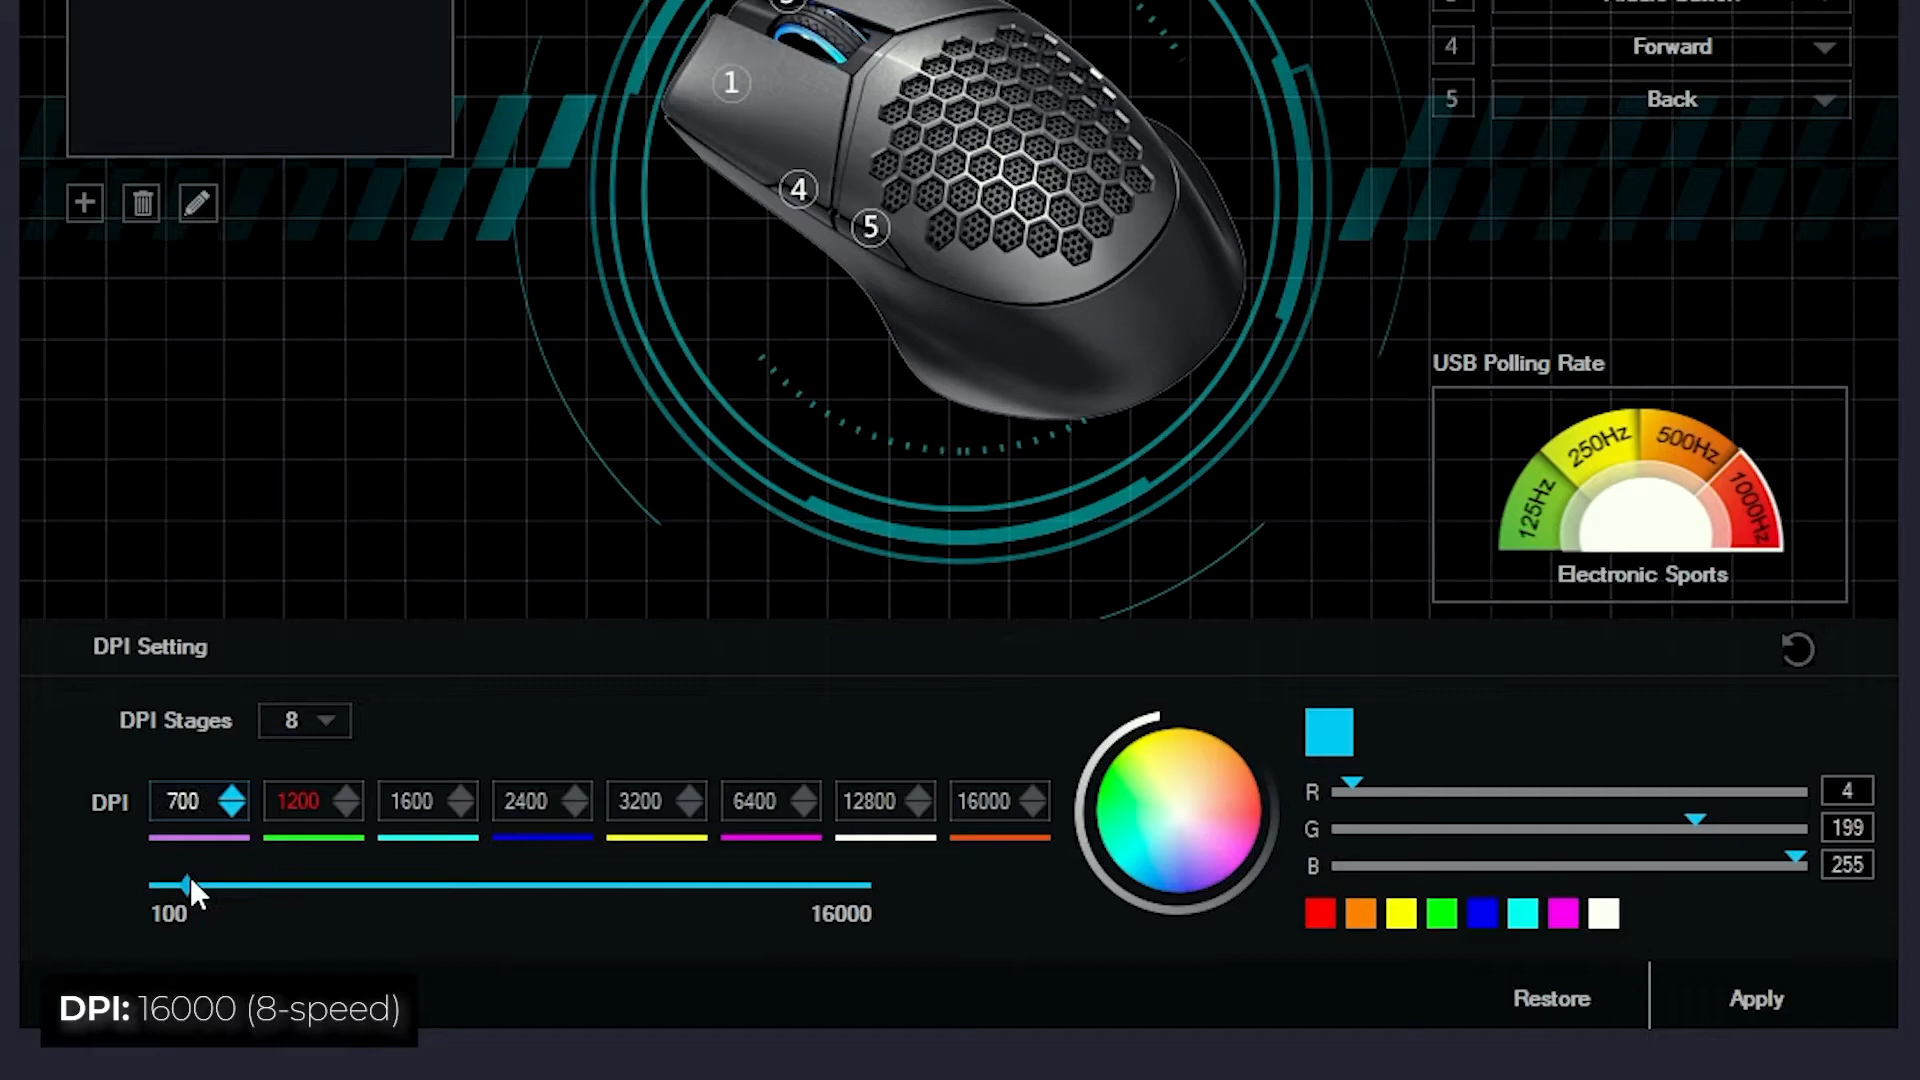 1
4
5
4 Forward
5 Back
USB Polling Rate
125Hz 250Hz 500Hz 1000Hz
Electronic Sports
DPI Setting
DPI Stages 8
DPI 700 1200 1600 2400 3200 6400 12800 16000
100 16000
R 4
G 199
B 255
Restore Apply
DPI: 16000 (8-speed)